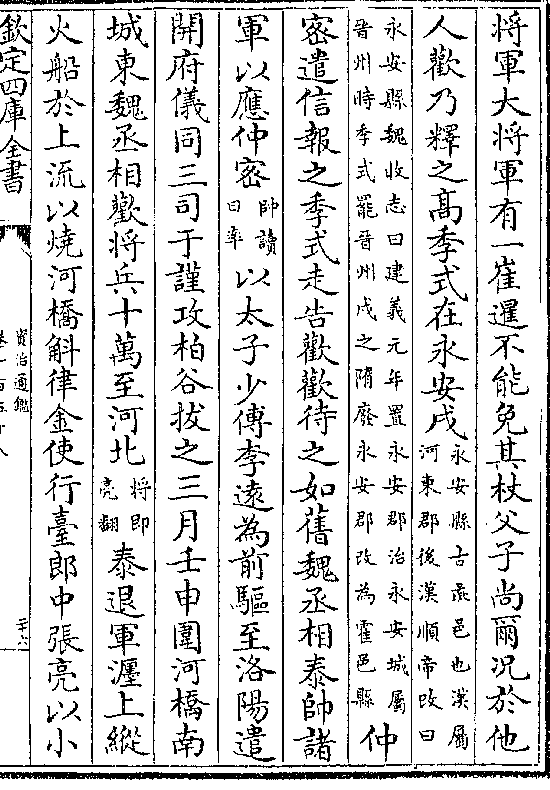 将軍大将軍有一崔暹不能免其杖父子尚爾況於他
人歡乃釋之髙季式在永安戍永安縣古彘邑也漢屬河東郡後漢順帝改曰
永安縣魏收志曰建義元年置永安郡治永安城屬晉州時季式罷晉州戍之隋廢永安郡改為霍邑縣仲
密遣信報之季式走告歡歡待之如舊魏丞相泰帥諸
軍以應仲密帥讀曰率以太子少傅李逺為前驅至洛陽遣
開府儀同三司于謹攻柏谷拔之三月壬申圍河橋南
城東魏丞相歡将兵十萬至河北将即亮翻泰退軍瀍上縱
火船於上流以燒河橋斛律金使行臺郎中張亮以小
欽定四庫全書
資治通鑑
卷一百五十八
二十六